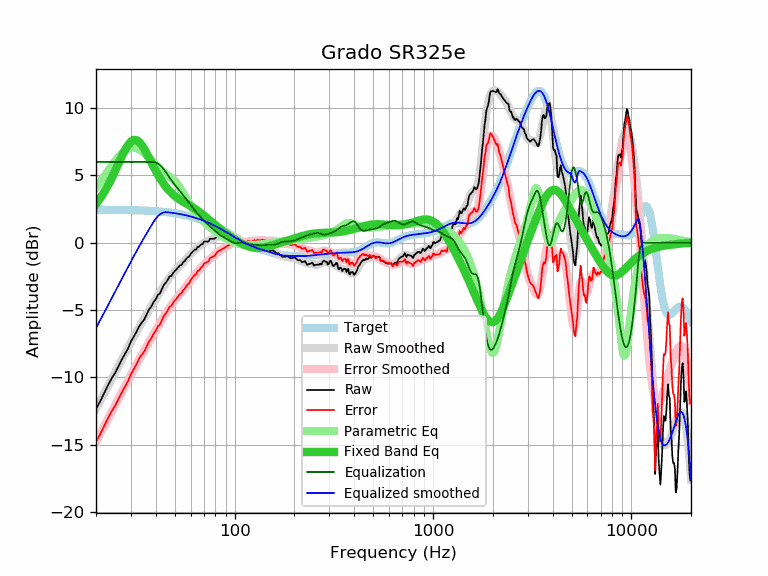 Grado SR325e
Amplitude (dBr)
10
5
0
−5
−10
−15
−20
Target
Raw Smoothed
Error Smoothed
Raw
Error
Parametric Eq
Fixed Band Eq
Equalization
Equalized smoothed
100
1000
10000
Frequency (Hz)